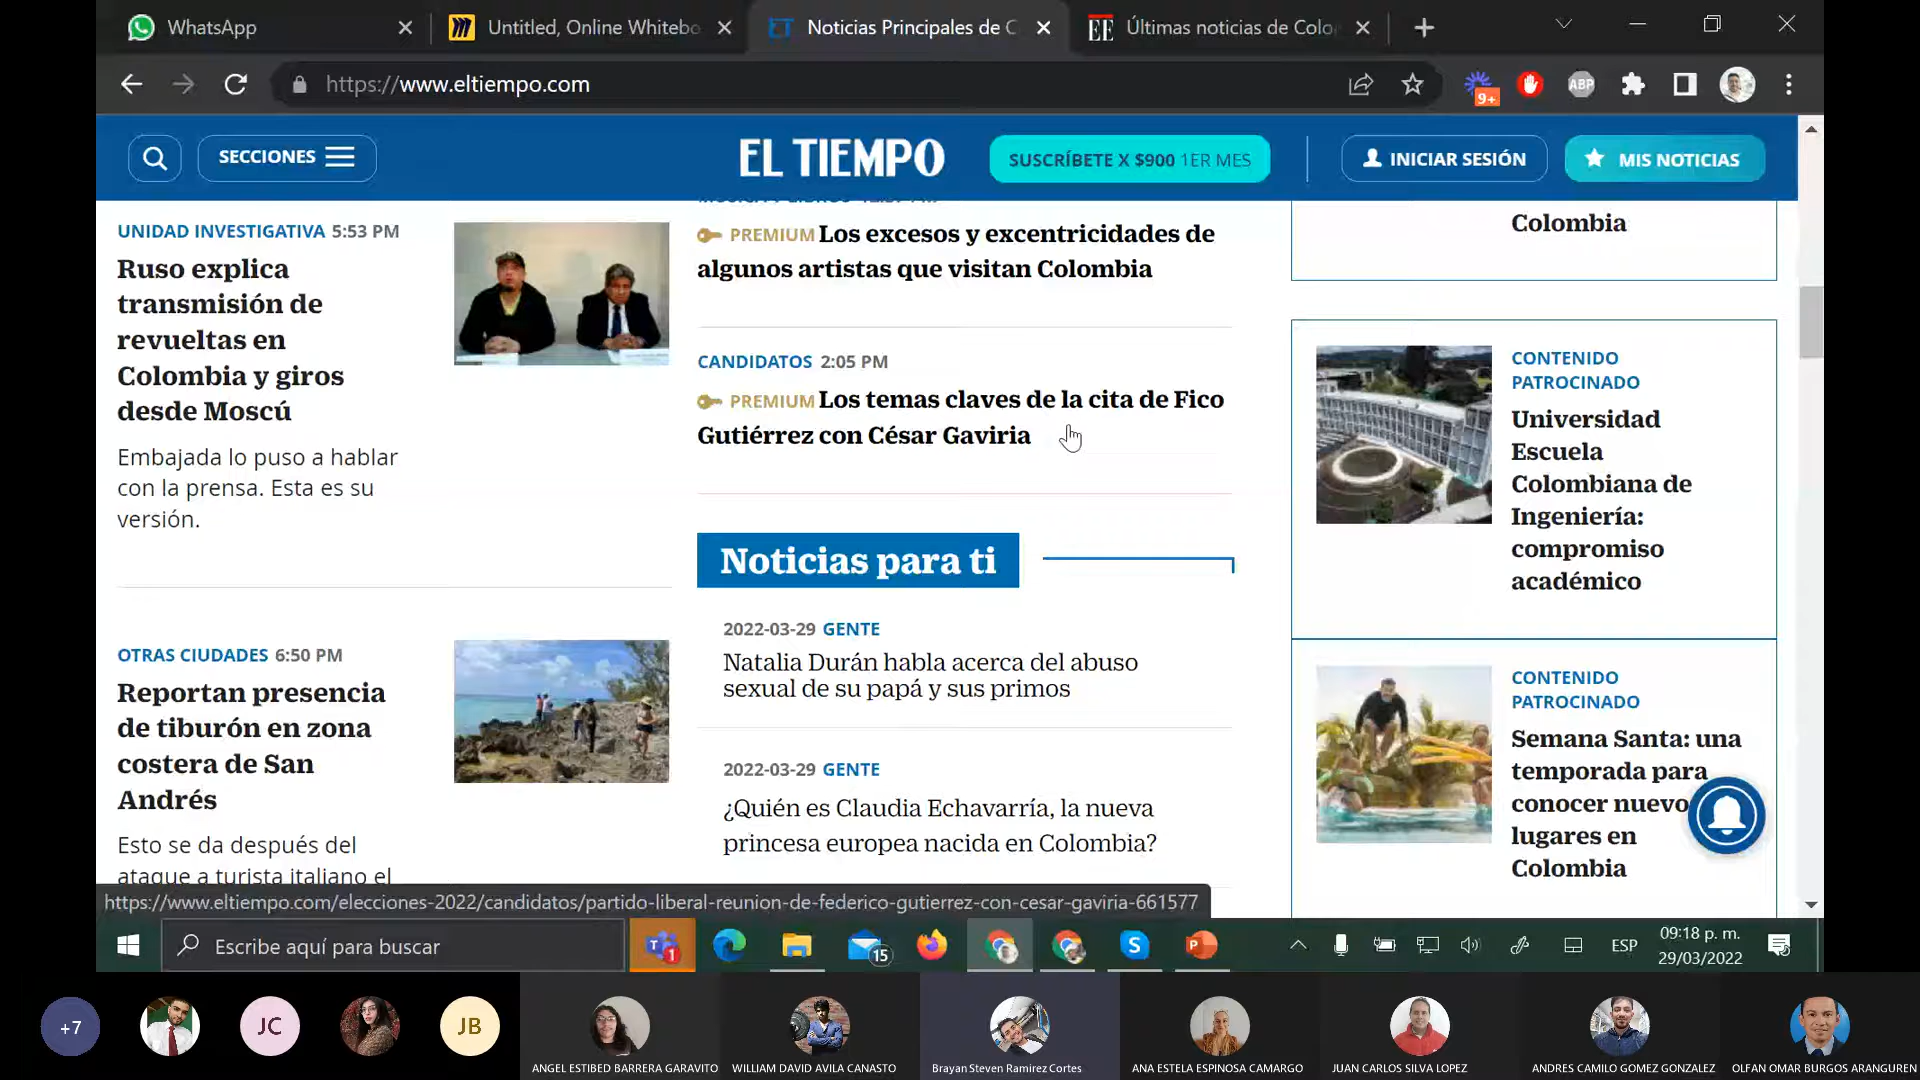 WhatsApp
Untitled, Online Whitebo
Noticias Principales de C
Últimas noticias de Colo
https://www.eltiempo.com
9+
ABP
SECCIONES
EL TIEMPO
SUSCRÍBETE X $900 1ER MES
INICIAR SESIÓN
MIS NOTICIAS
UNIDAD INVESTIGATIVA 5:53 PM
Ruso explica
transmisión de
revueltas en
Colombia y giros
desde Moscú
Embajada lo puso a hablar
con la prensa. Esta es su
versión.
OTRAS CIUDADES 6:50 PM
Reportan presencia
de tiburón en zona
costera de San
Andrés
Esto se da después del
ataque a turista italiano el
PREMIUM Los excesos y excentricidades de
algunos artistas que visitan Colombia
CANDIDATOS 2:05 PM
PREMIUM Los temas claves de la cita de Fico
Gutiérrez con César Gaviria
Noticias para ti
2022-03-29 GENTE
Natalia Durán habla acerca del abuso
sexual de su papá y sus primos
2022-03-29 GENTE
¿Quién es Claudia Echavarría, la nueva
princesa europea nacida en Colombia?
Colombia
CONTENIDO
PATROCINADO
Universidad
Escuela
Colombiana de
Ingeniería:
compromiso
académico
CONTENIDO
PATROCINADO
Semana Santa: una
temporada para
conocer nuevo
lugares en
Colombia
https://www.eltiempo.com/elecciones-2022/candidatos/partido-liberal-reunion-de-federico-gutierrez-con-cesar-gaviria-661577
Escribe aquí para buscar
1
15
ESP
09:18 p. m.
29/03/2022
+7
JC
JB
ANGEL ESTIBED BARRERA GARAVITO
WILLIAM DAVID AVILA CANASTO
Brayan Steven Ramirez Cortes
ANA ESTELA ESPINOSA CAMARGO
JUAN CARLOS SILVA LOPEZ
ANDRES CAMILO GOMEZ GONZALEZ
OLFAN OMAR BURGOS ARANGUREN